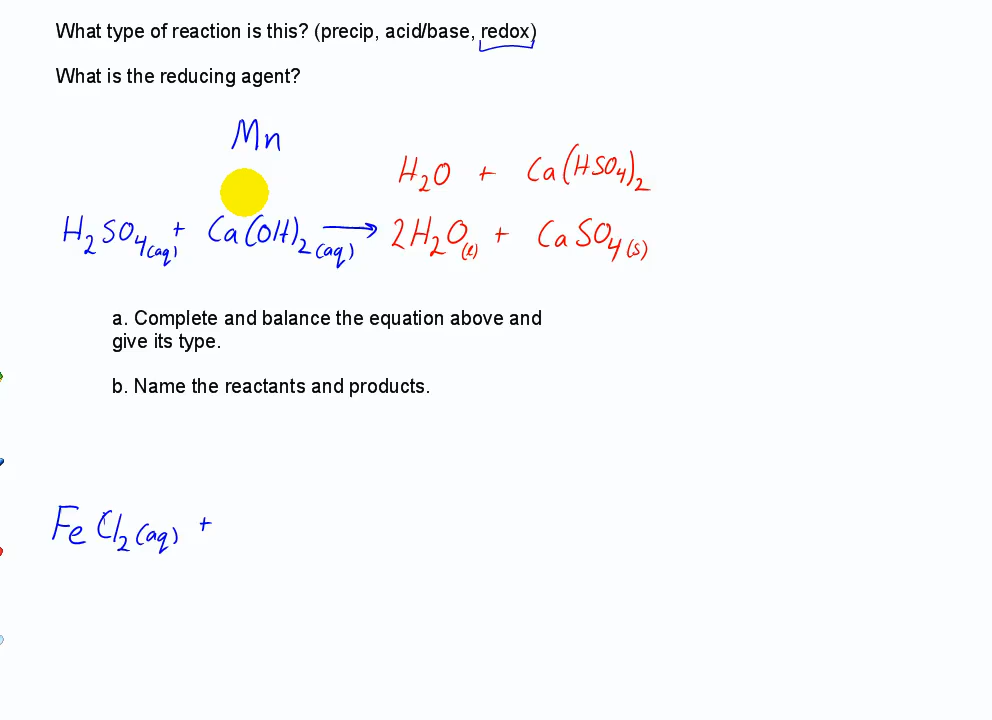 What type of reaction is this? (precip, acid/base, redox)
What is the reducing agent?
Mn
H2O + Ca(HSO4)2
H2SO4(aq) + Ca(OH)2(aq) → 2H2O(l) + CaSO4(s)
a. Complete and balance the equation above and
give its type.
b. Name the reactants and products.
FeCl2(aq) +